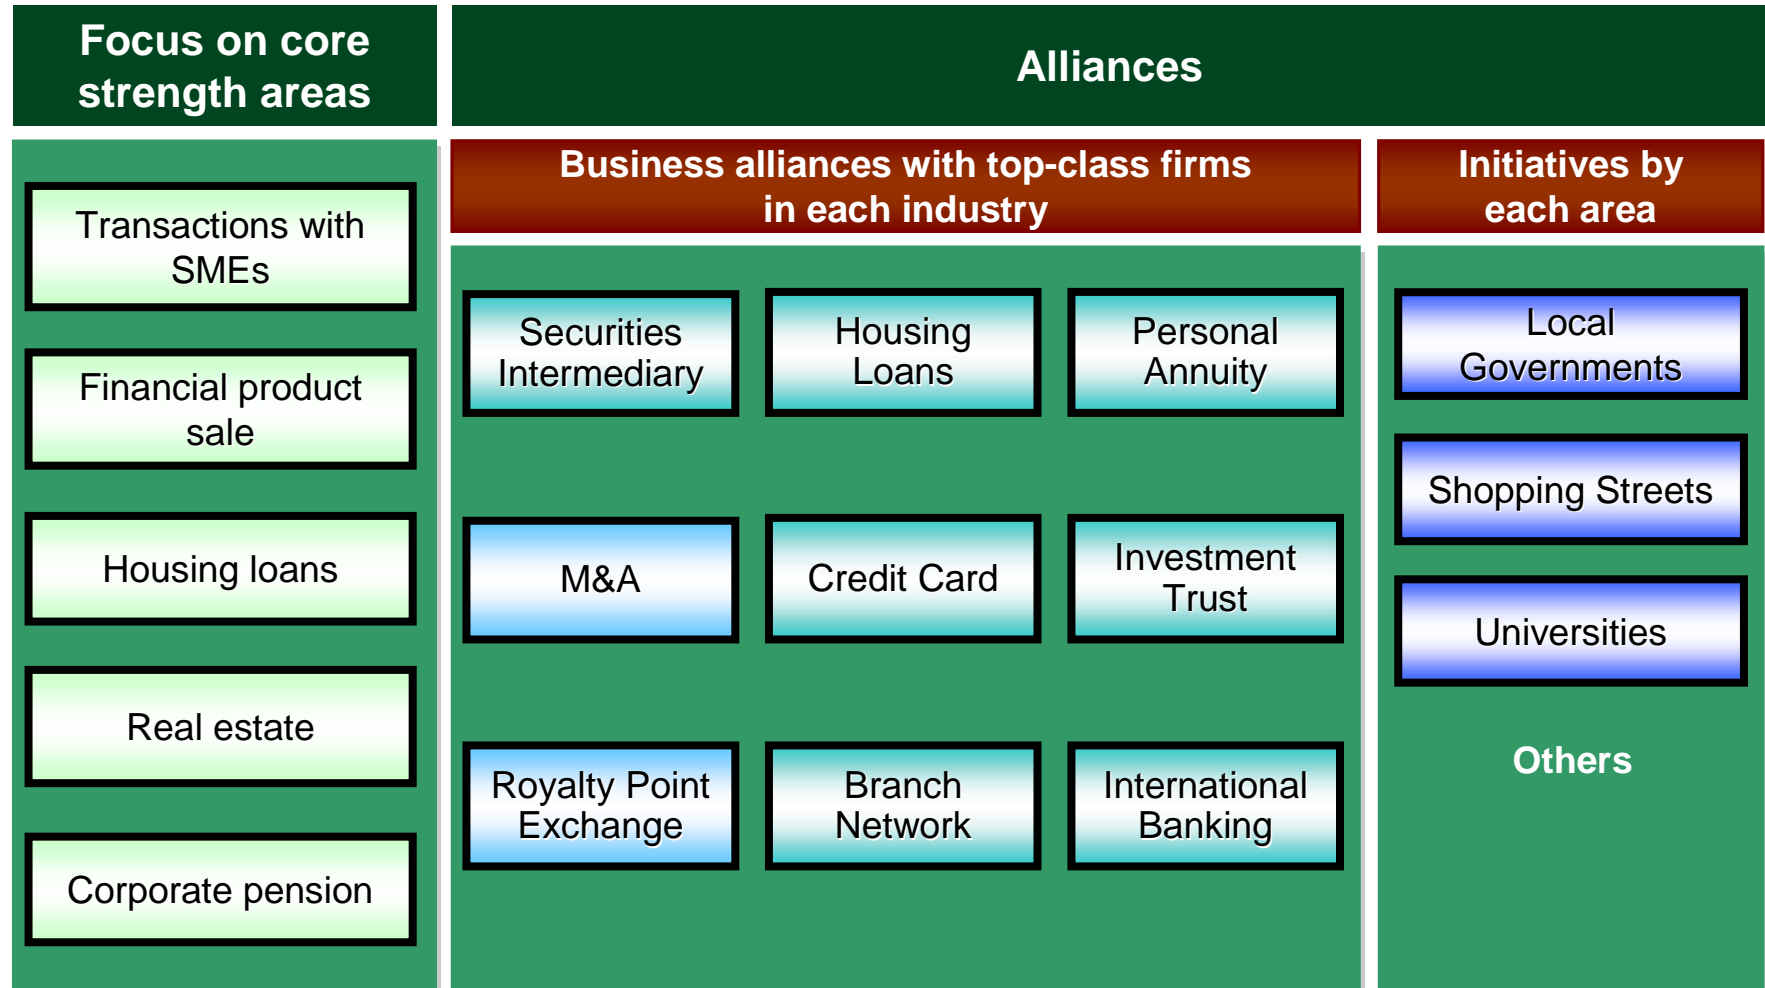 Focus on core
strength areas
Alliances
Transactions with
SMEs
Financial product
sale
Housing loans
Real estate
Corporate pension
Business alliances with top-class firms
in each industry
Securities
Intermediary
Housing
Loans
Personal
Annuity
M&A
Credit Card
Investment
Trust
Royalty Point
Exchange
Branch
Network
International
Banking
Initiatives by
each area
Local
Governments
Shopping Streets
Universities
Others